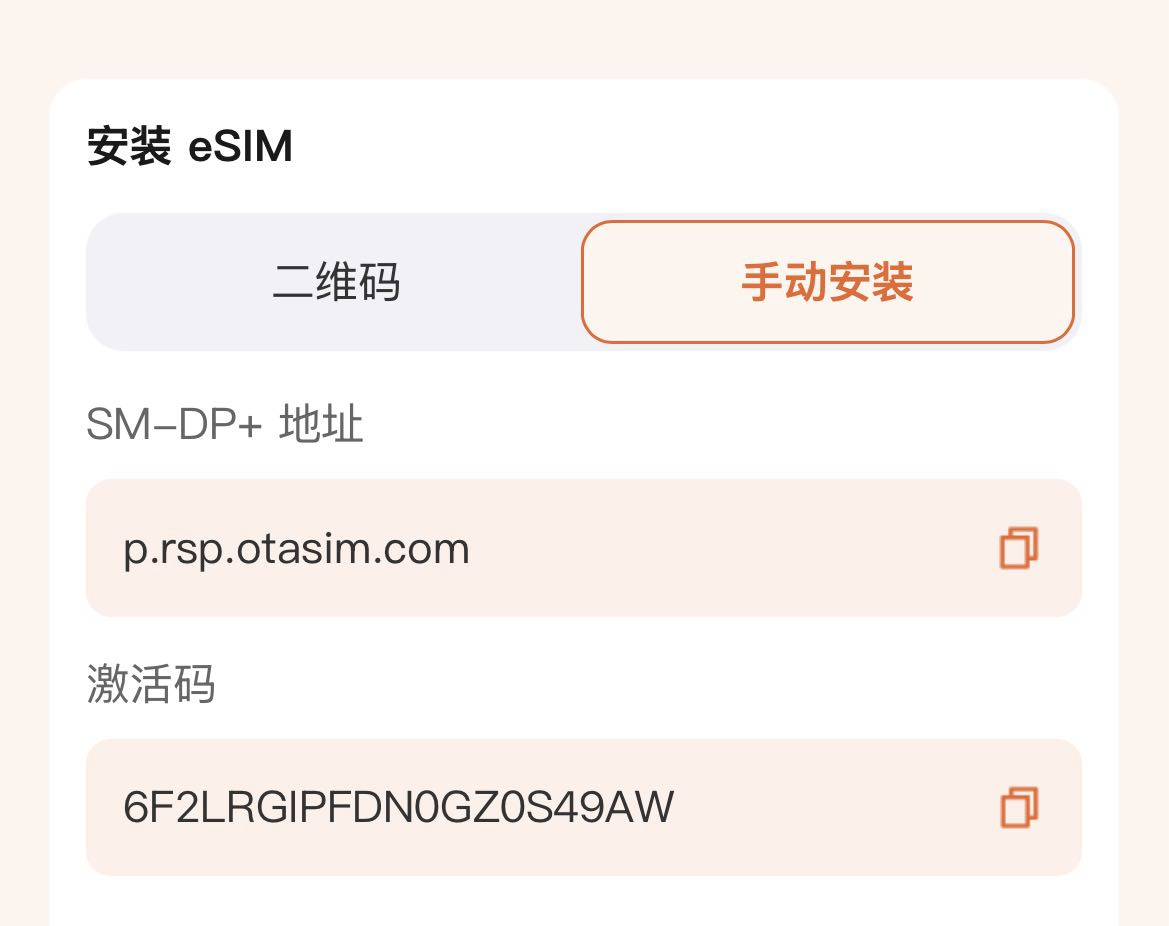 安装 eSIM
二维码
手动安装
SM-DP+ 地址
p.rsp.otasim.com
激活码
6F2LRGIPFDN0GZ0S49AW